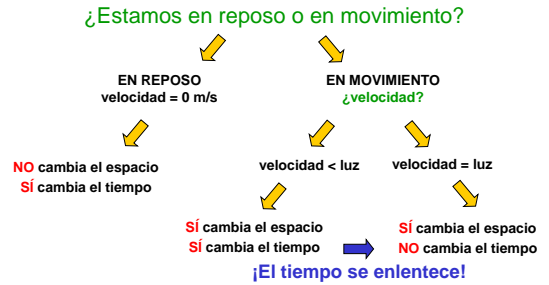 ¿Estamos en reposo o en movimiento?
EN REPOSO
velocidad = 0 m/s
EN MOVIMIENTO
¿velocidad?
NO cambia el espacio
SÍ cambia el tiempo
velocidad < luz
velocidad = luz
SÍ cambia el espacio
SÍ cambia el tiempo
SÍ cambia el espacio
NO cambia el tiempo
¡El tiempo se enlentece!